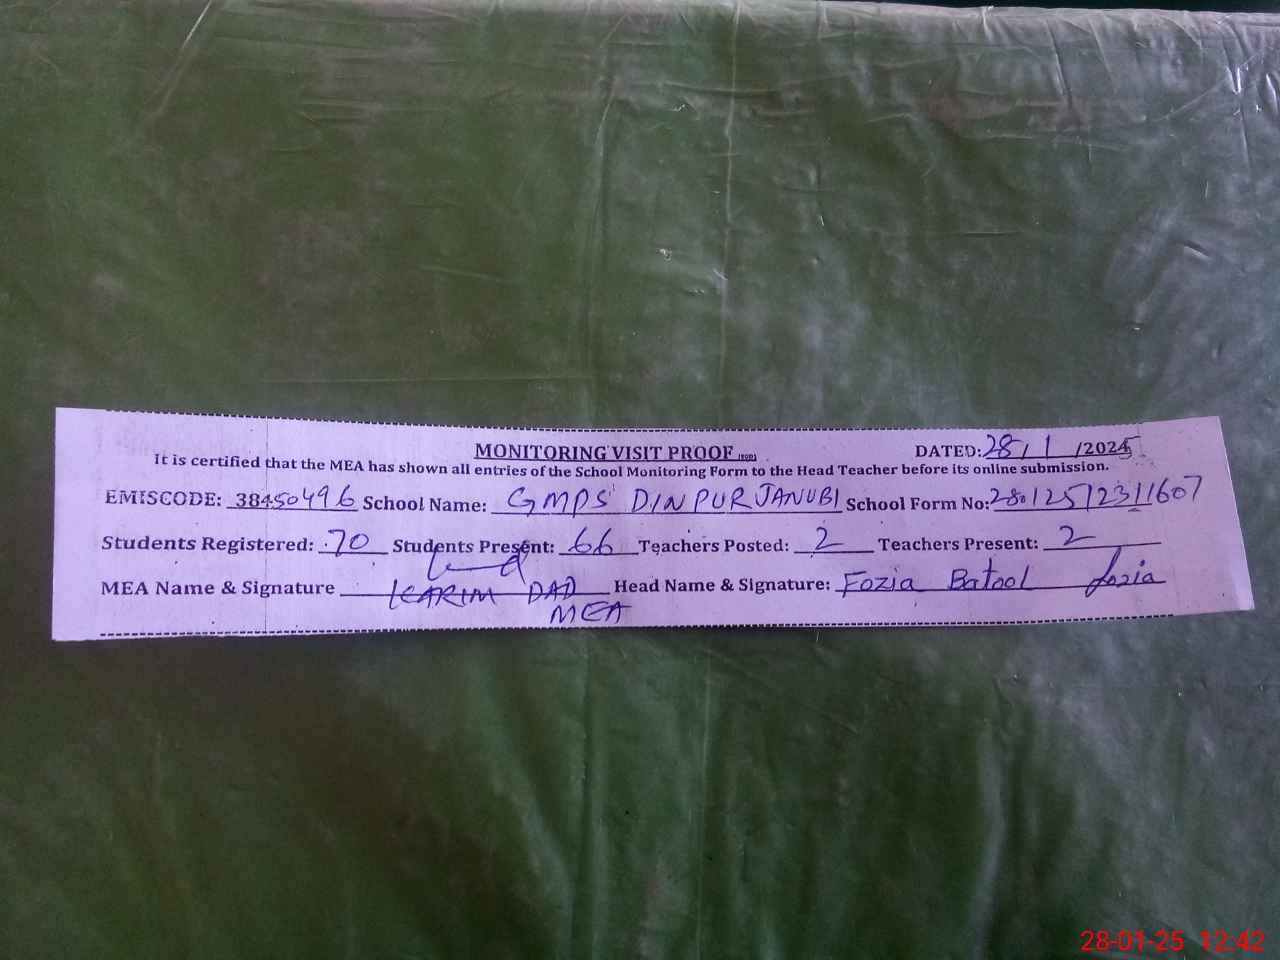 MONITORING VISIT PROOF DATED: 28/1/2025
It is certified that the MEA has shown all entries of the School Monitoring Form to the Head Teacher before its online submission.
EMISCODE: 38450496 School Name: GMPS DINPUR JANUBI School Form No: 28012512311607
Students Registered: 70 Students Present: 66 Teachers Posted: 2 Teachers Present: 2
MEA Name & Signature KARIM DAD Head Name & Signature: Fozia Batool fozia
MEA
28-01-25 12:42